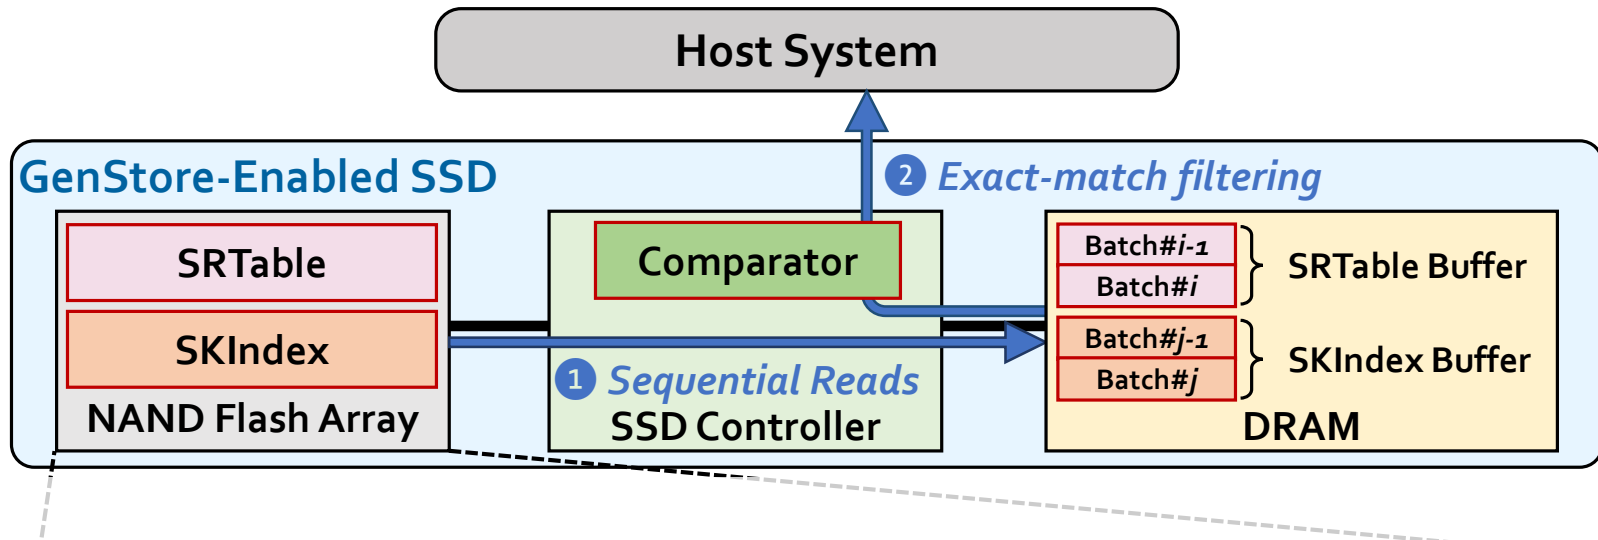 Host System
GenStore-Enabled SSD
2 Exact-match filtering
SRTable
SKIndex
NAND Flash Array
Comparator
1 Sequential Reads
SSD Controller
Batch#i-1
Batch#i
SRTable Buffer
Batch#j-1
Batch#j
SKIndex Buffer
DRAM